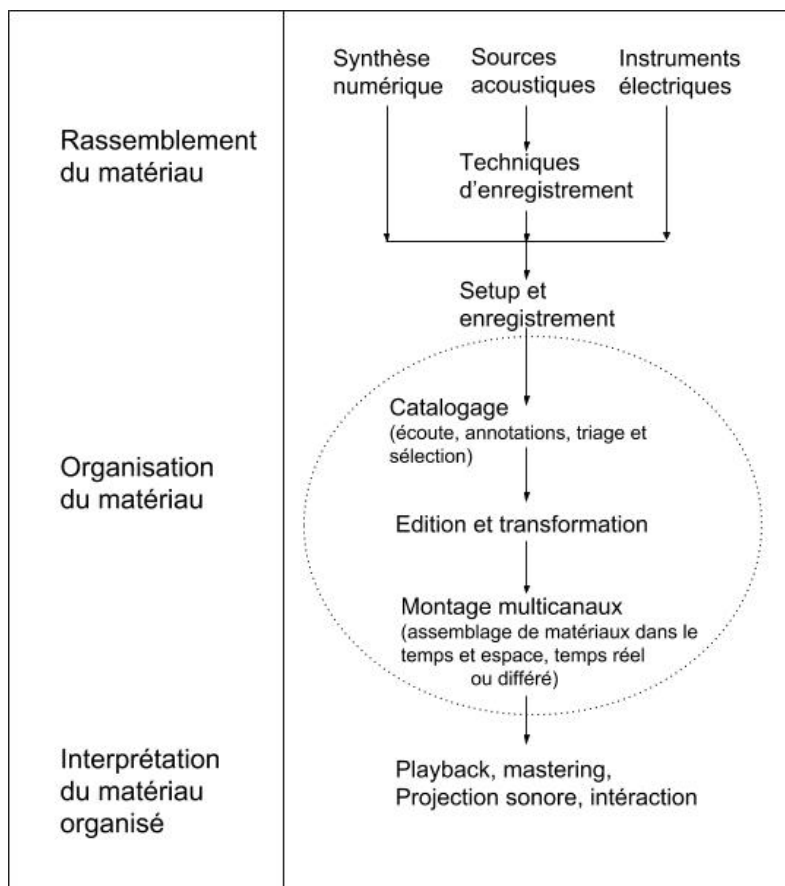 Synthèse
numérique
Sources
acoustiques
Instruments
électriques
Rassemblement
du matériau
Techniques
d'enregistrement
Setup et
enregistrement
Catalogage
(écoute, annotations, triage et
sélection)
Organisation
du matériau
Edition et transformation
Montage multicanaux
(assemblage de matériaux dans le
temps et espace, temps réel
ou différé)
Interprétation
du matériau
organisé
Playback, mastering,
Projection sonore, intéraction